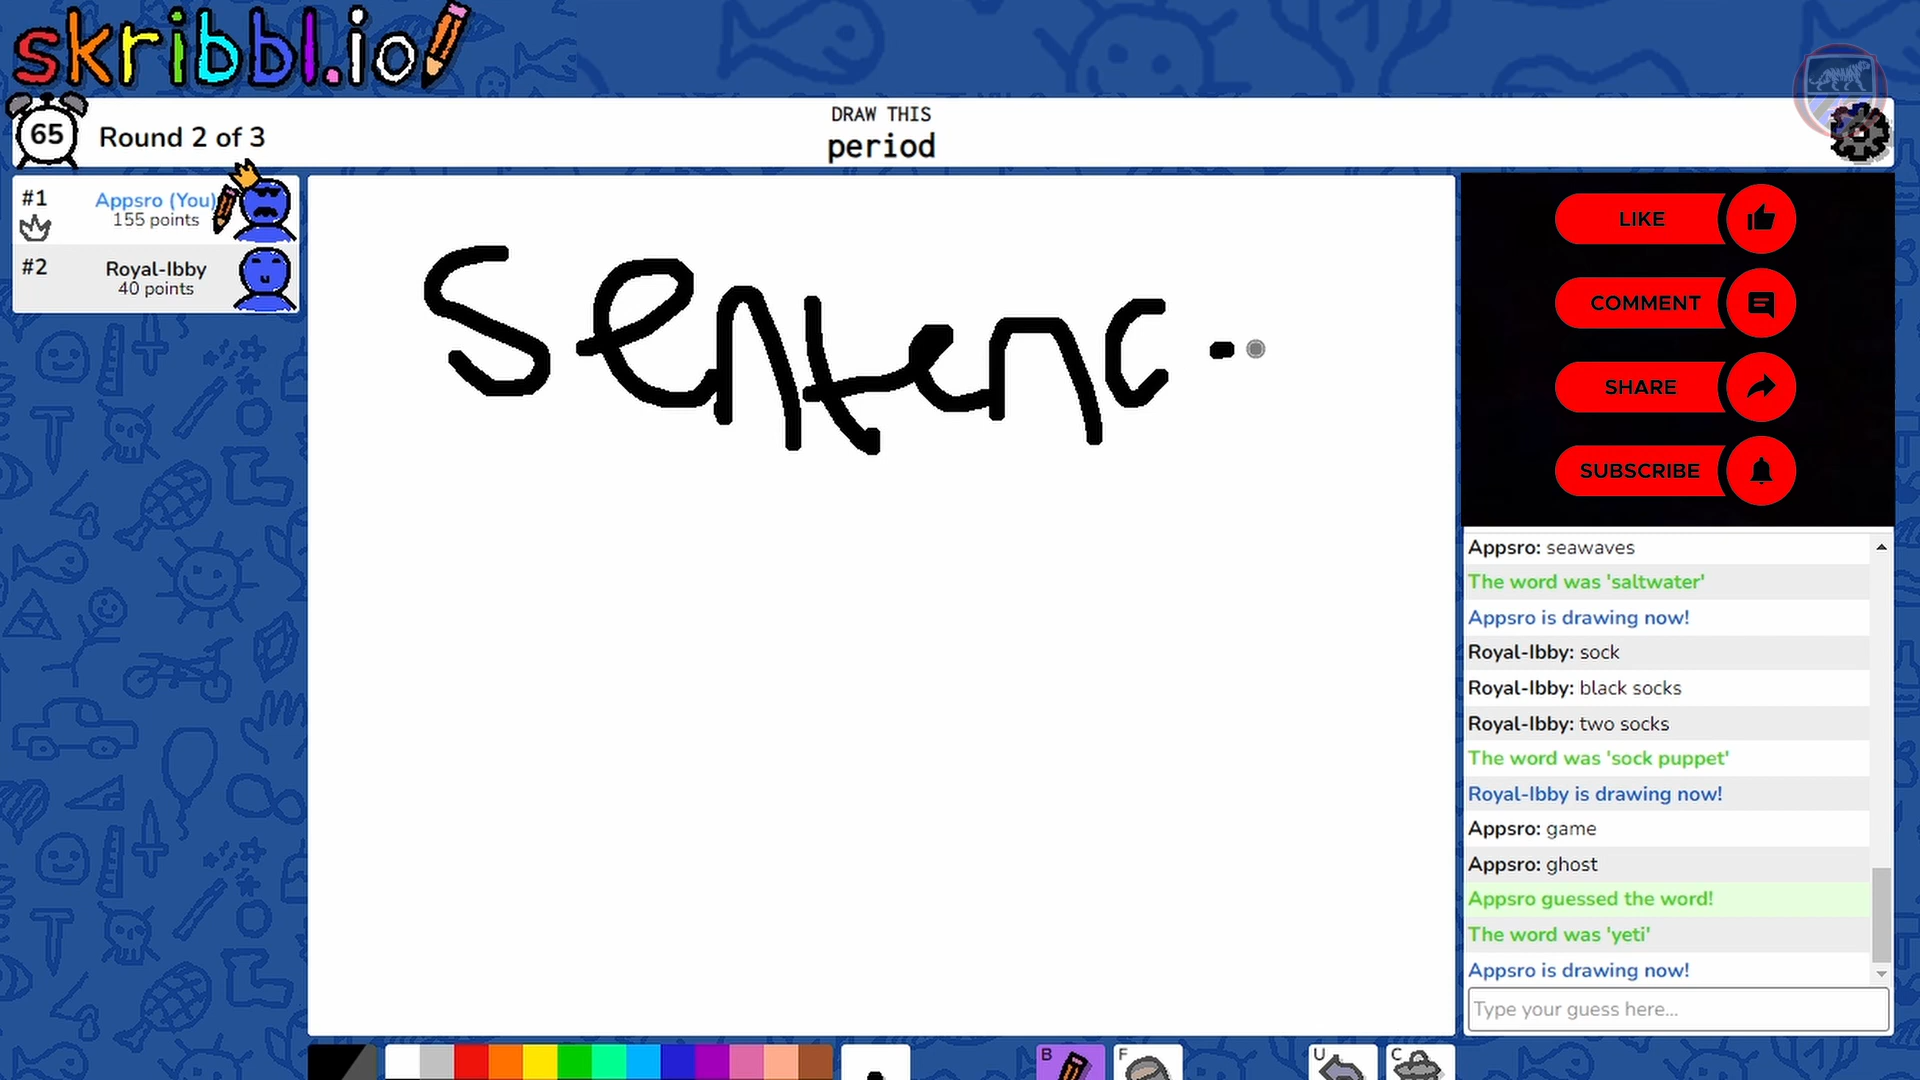 skribbl.io
65 Round 2 of 3
DRAW THIS
period
#1 Appsro (You)
155 points
#2 Royal-Ibby
40 points
Sentenc
LIKE
COMMENT
SHARE
SUBSCRIBE
Appsro: seawaves
The word was 'saltwater'
Appsro is drawing now!
Royal-Ibby: sock
Royal-Ibby: black socks
Royal-Ibby: two socks
The word was 'sock puppet'
Royal-Ibby is drawing now!
Appsro: game
Appsro: ghost
Appsro guessed the word!
The word was 'yeti'
Appsro is drawing now!
Type your guess here...
B F U C